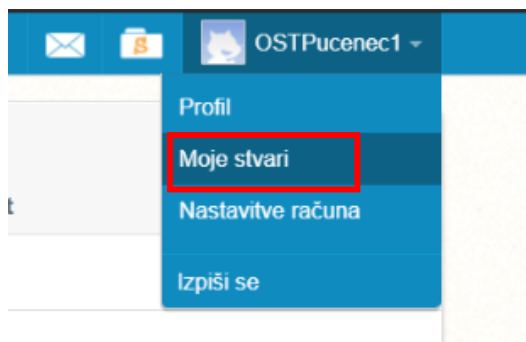 S
OSTPucenec1
Profil
Moje stvari
t
Nastavitve računa
Izpiši se